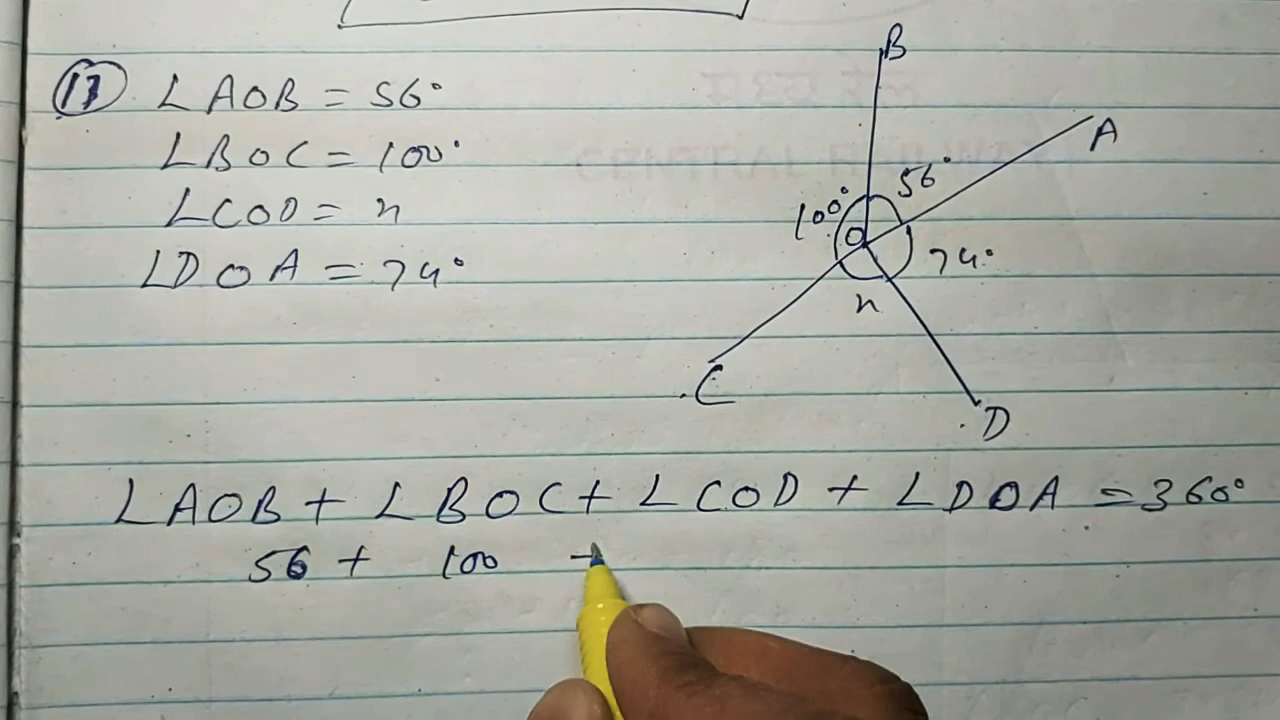 17 ∠AOB = 56°
∠BOC = 100°
∠COD = x
∠DOA = 74°
B
A
56°
100°
O
74°
x
C
D
∠AOB + ∠BOC + ∠COD + ∠DOA = 360°
56 + 100 +